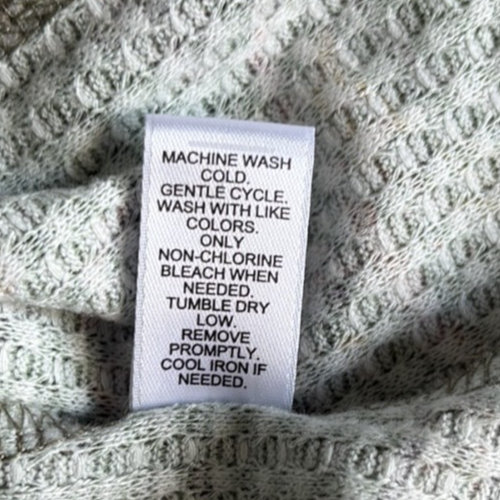 MACHINE WASH
COLD.
GENTLE CYCLE.
WASH WITH LIKE
COLORS.
ONLY
NON-CHLORINE
BLEACH WHEN
NEEDED.
TUMBLE DRY
LOW.
REMOVE
PROMPTLY.
COOL IRON IF
NEEDED.